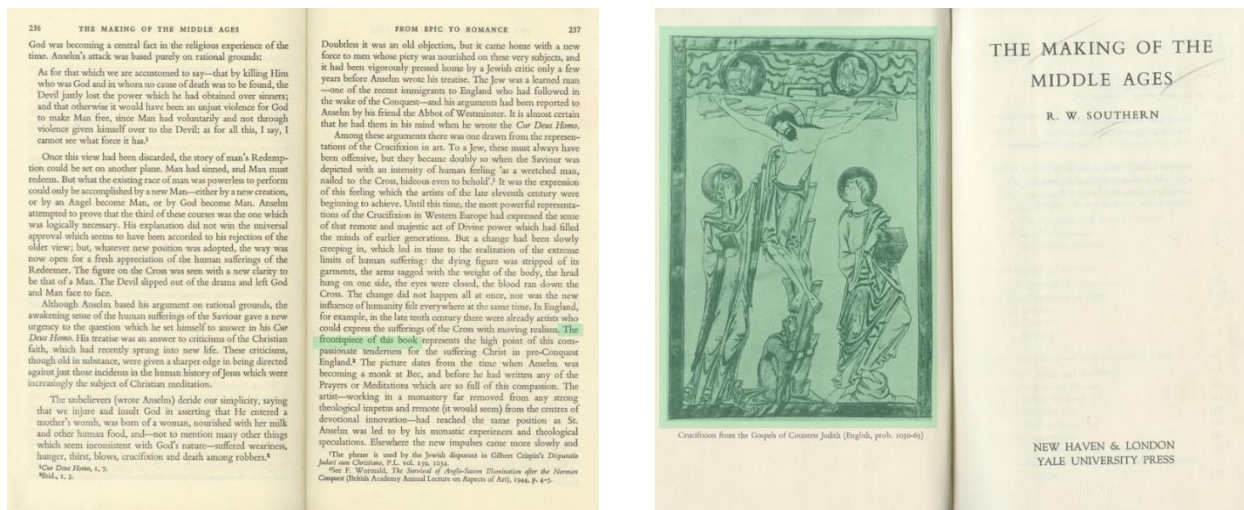 236 THE MAKING OF THE MIDDLE AGES
God was becoming a central fact in the religious experience of the
time. Anselm's attack was based purely on rational grounds:
As for that which we are accustomed to say—that by killing Him
who was God and in whom no cause of death was to be found, the
Devil justly lost the power which he had obtained over sinners;
and that otherwise it would have been an unjust violence for God
to make Man free, since Man had voluntarily and not through
violence given himself over to the Devil; as for all this, I say, I
cannot see what force it has.¹
Once this view had been discarded, the story of man's Redemp-
tion could be set on another plane. Man had sinned, and Man must
redeem. But what the existing race of man was powerless to perform
could only be accomplished by a new Man—either by a new creation,
or by an Angel become Man, or by God become Man. Anselm
attempted to prove that the third of these courses was the one which
was logically necessary. His explanation did not win the universal
approval which seems to have been accorded to his rejection of the
older view; but, whatever new position was adopted, the way was
now open for a fresh appreciation of the human sufferings of the
Redeemer. The figure on the Cross was seen with a new clarity to
be that of a Man. The Devil slipped out of the drama and left God
and Man face to face.
Although Anselm based his argument on rational grounds, the
awakening sense of the human sufferings of the Saviour gave a new
urgency to the question which he set himself to answer in his Cur
Deus Homo. His treatise was an answer to criticisms of the Christian
faith, which had recently sprung into new life. These criticisms,
though old in substance, were given a sharper edge in being directed
against just those incidents in the human history of Jesus which were
increasingly the subject of Christian meditation.
The unbelievers (wrote Anselm) deride our simplicity, saying
that we injure and insult God in asserting that He entered a
mother's womb, was born of a woman, nourished with her milk
and other human food, and—not to mention many other things
which seem inconsistent with God's nature—suffered weariness,
hunger, thirst, blows, crucifixion and death among robbers.²
¹Cur Deus Homo, 1, 7.
²Ibid., 1, 3.
FROM EPIC TO ROMANCE 237
Doubtless it was an old objection, but it came home with a new
force to men whose piety was nourished on these very subjects, and
it had been vigorously pressed home by a Jewish critic only a few
years before Anselm wrote his treatise. The Jew was a learned man
—one of the recent immigrants to England who had followed in
the wake of the Conquest—and his arguments had been reported to
Anselm by his friend the Abbot of Westminster. It is almost certain
that he had them in his mind when he wrote the Cur Deus Homo.
Among these arguments there was one drawn from the represen-
tations of the Crucifixion in art. To a Jew, these must always have
been offensive, but they became doubly so when the Saviour was
depicted with an intensity of human feeling 'as a wretched man,
nailed to the Cross, hideous even to behold'.¹ It was the expression
of this feeling which the artists of the late eleventh century were
beginning to achieve. Until this time, the most powerful representa-
tions of the Crucifixion in Western Europe had expressed the sense
of that remote and majestic act of Divine power which had filled
the minds of earlier generations. But a change had been slowly
creeping in, which led in time to the realization of the extreme
limits of human suffering: the dying figure was stripped of its
garments, the arms sagged with the weight of the body, the head
hung on one side, the eyes were closed, the blood ran down the
Cross. The change did not happen all at once, nor was the new
influence of humanity felt everywhere at the same time. In England,
for example, in the late tenth century there were already artists who
could express the sufferings of the Cross with moving realism. The
frontispiece of this book represents the high point of this com-
passionate tenderness for the suffering Christ in pre-Conquest
England.² The picture dates from the time when Anselm was
becoming a monk at Bec, and before he had written any of the
Prayers or Meditations which are so full of this compassion. The
artist—working in a monastery far removed from any strong
theological impetus and remote (it would seem) from the centres of
devotional innovation—had reached the same position as St.
Anselm was led to by his monastic experiences and theological
speculations. Elsewhere the new impulses came more slowly and
¹The phrase is used by the Jewish disputant in Gilbert Crispin's Disputatio
Judaei cum Christiano, P.L. vol. 159, 1034.
²See F. Wormald, The Survival of Anglo-Saxon Illumination after the Norman
Conquest (British Academy Annual Lecture on Aspects of Art), 1944, p. 4-5.
Crucifixion from the Gospels of Countess Judith (English, prob. 1050-65)
THE MAKING OF THE
MIDDLE AGES
R. W. SOUTHERN
NEW HAVEN & LONDON
YALE UNIVERSITY PRESS